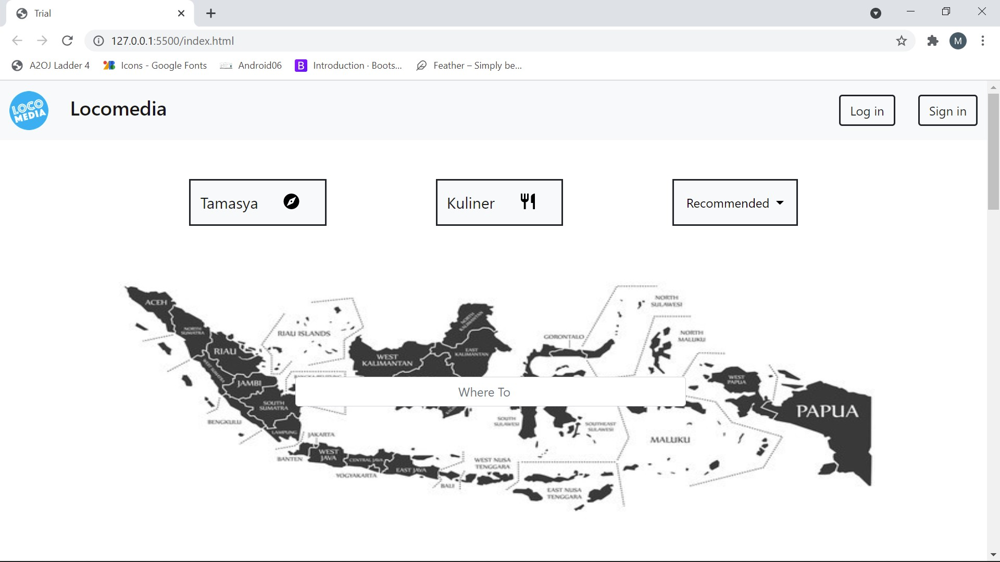 Trial
127.0.0.1:5500/index.html
M
A2OJ Ladder 4
Icons - Google Fonts
Android06
B
Introduction · Boots...
Feather – Simply be...
LOCO
MEDIA
Locomedia
Log in
Sign in
Tamasya
Kuliner
Recommended
ACEH
NORTH
SUMATRA
RIAU
WEST SUMATRA
RIAU ISLANDS
JAMBI
SOUTH
SUMATRA
BENGKULU
LAMPUNG
NORTH
KALIMANTAN
WEST
KALIMANTAN
EAST
KALIMANTAN
GORONTALO
NORTH
SULAWESI
NORTH
MALUKU
WEST
PAPUA
PAPUA
Where To
SOUTH
SULAWESI
SOUTHEAST
SULAWESI
MALUKU
JAKARTA
BANTEN
WEST
JAVA
CENTRAL JAVA
YOGYAKARTA
EAST JAVA
BALI
WEST NUSA
TENGGARA
EAST NUSA
TENGGARA